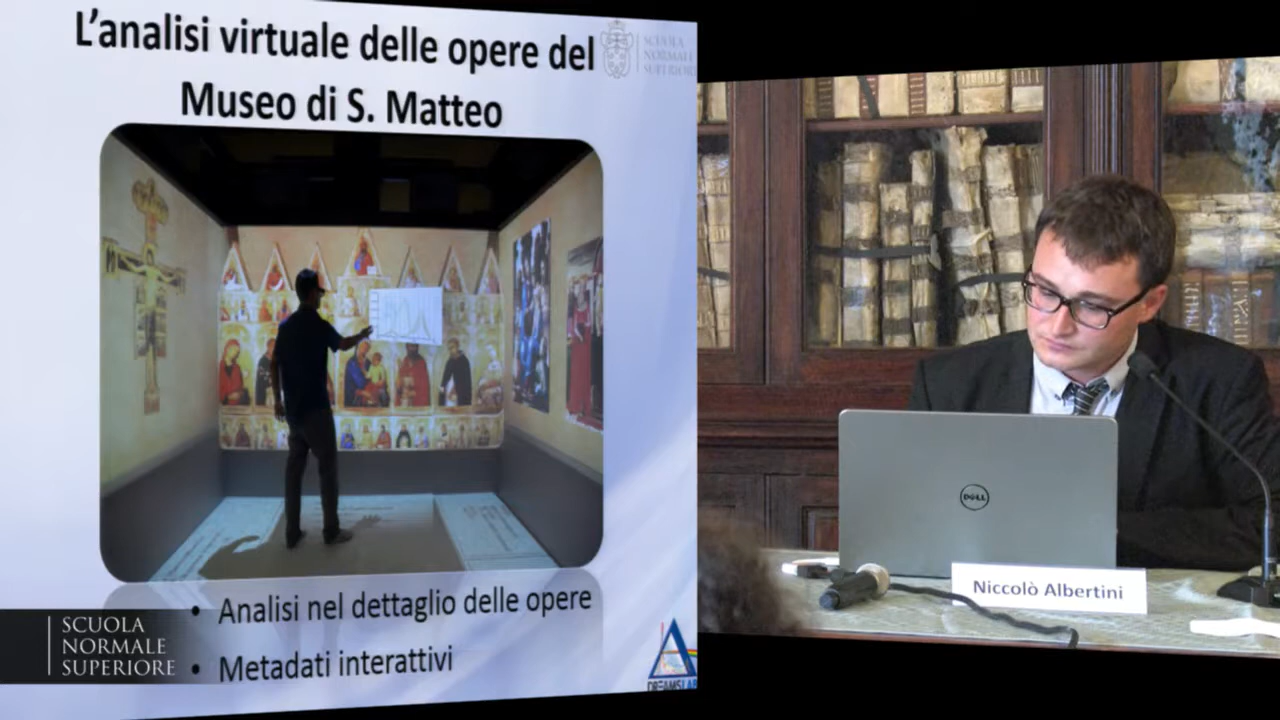 L'analisi virtuale delle opere del
Museo di S. Matteo
SCUOLA
NORMALE
SUPERIORE
• Analisi nel dettaglio delle opere
• Metadati interattivi
SCUOLA
NORMALE
SUPERIORE
DREAMSLAB
DELL
Niccolò Albertini